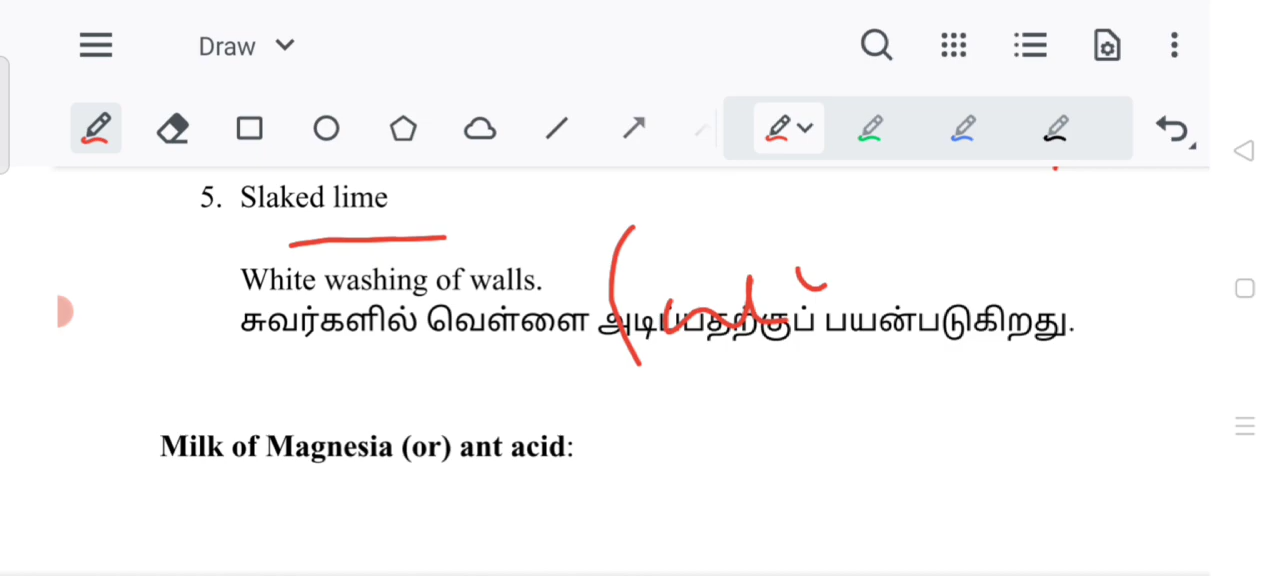 Draw
5. Slaked lime
White washing of walls.
சுவர்களில் வெள்ளை அடிப்பதற்குப் பயன்படுகிறது.
Milk of Magnesia (or) ant acid: